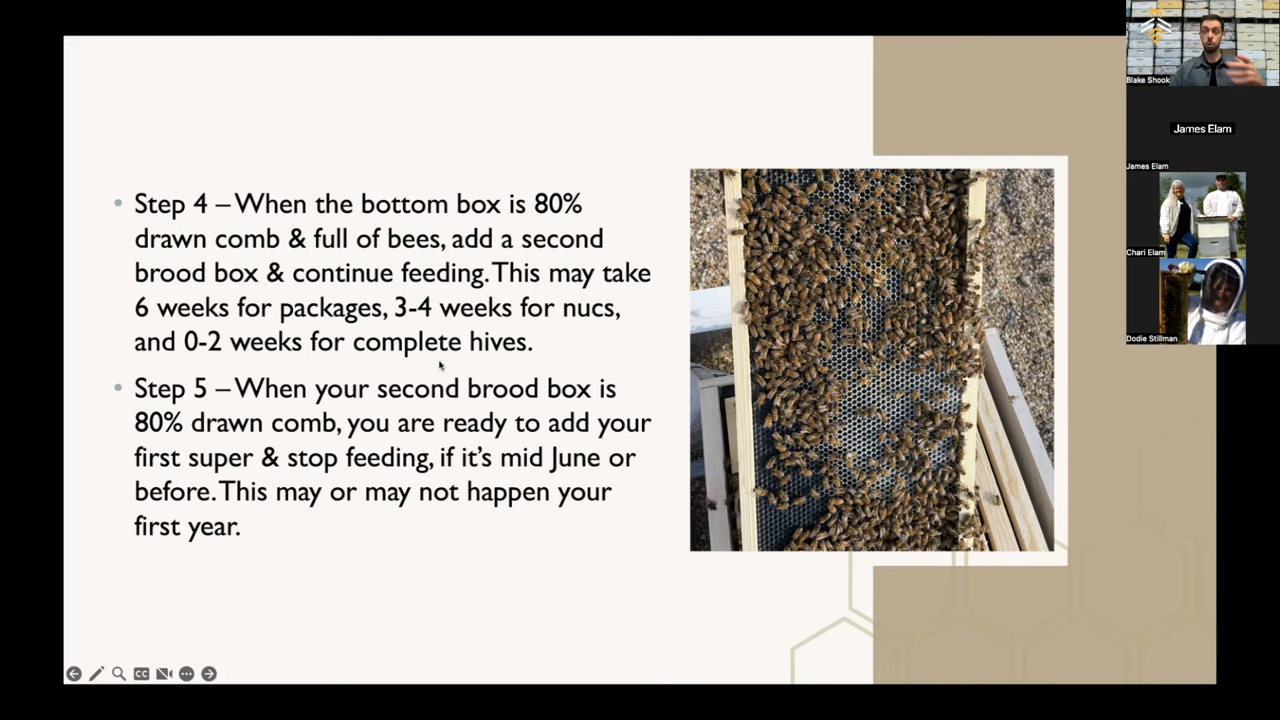 Step 4 – When the bottom box is 80%
drawn comb & full of bees, add a second
brood box & continue feeding. This may take
6 weeks for packages, 3-4 weeks for nucs,
and 0-2 weeks for complete hives.
Step 5 – When your second brood box is
80% drawn comb, you are ready to add your
first super & stop feeding, if it's mid June or
before. This may or may not happen your
first year.
Blake Shook
James Elam
James Elam
Chari Elam
Dodie Stillman
CC